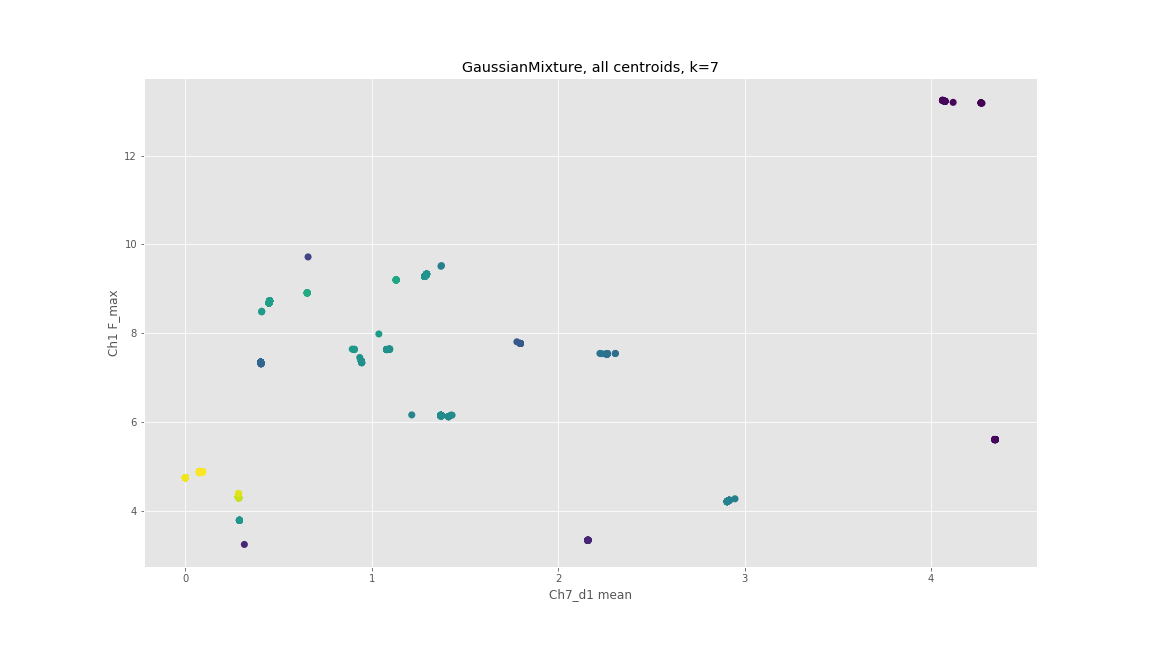 GaussianMixture, all centroids, k=7
12
10
8
6
4
Ch1 F_max
0 1 2 3 4
Ch7_d1 mean